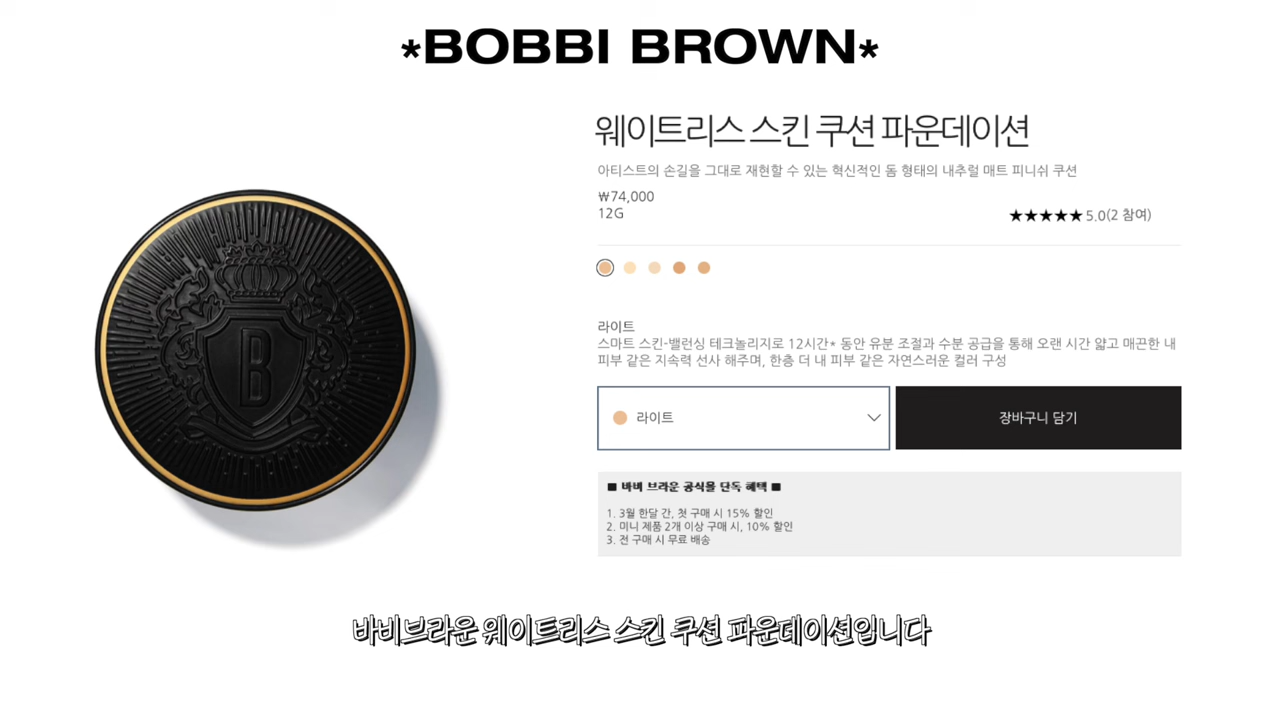 *BOBBI BROWN*
웨이트리스 스킨 쿠션 파운데이션
아티스트의 손길을 그대로 재현할 수 있는 혁신적인 돔 형태의 내추럴 매트 피니쉬 쿠션
₩74,000
12G
★★★★★ 5.0(2 참여)
라이트
스마트 스킨-밸런싱 테크놀리지로 12시간* 동안 유분 조절과 수분 공급을 통해 오랜 시간 얇고 매끈한 내
피부 같은 지속력 선사 해주며, 한층 더 내 피부 같은 자연스러운 컬러 구성
라이트
장바구니 담기
■ 바비 브라운 공식몰 단독 혜택 ■
1. 3월 한달 간, 첫 구매 시 15% 할인
2. 미니 제품 2개 이상 구매 시, 10% 할인
3. 전 구매 시 무료 배송
B
바비브라운 웨이트리스 스킨 쿠션 파운데이션입니다